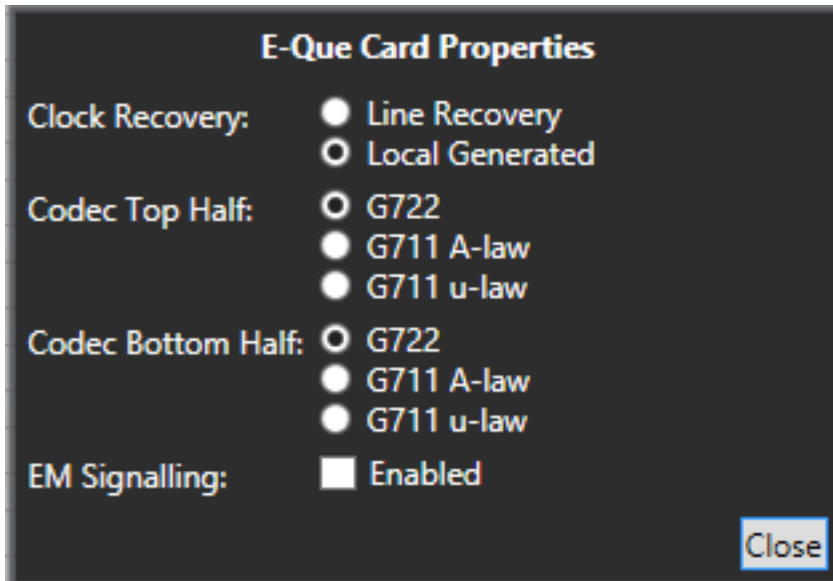 E-Que Card Properties
Clock Recovery: Line Recovery
Local Generated
Codec Top Half: G722
G711 A-law
G711 u-law
Codec Bottom Half: G722
G711 A-law
G711 u-law
EM Signalling: Enabled
Close